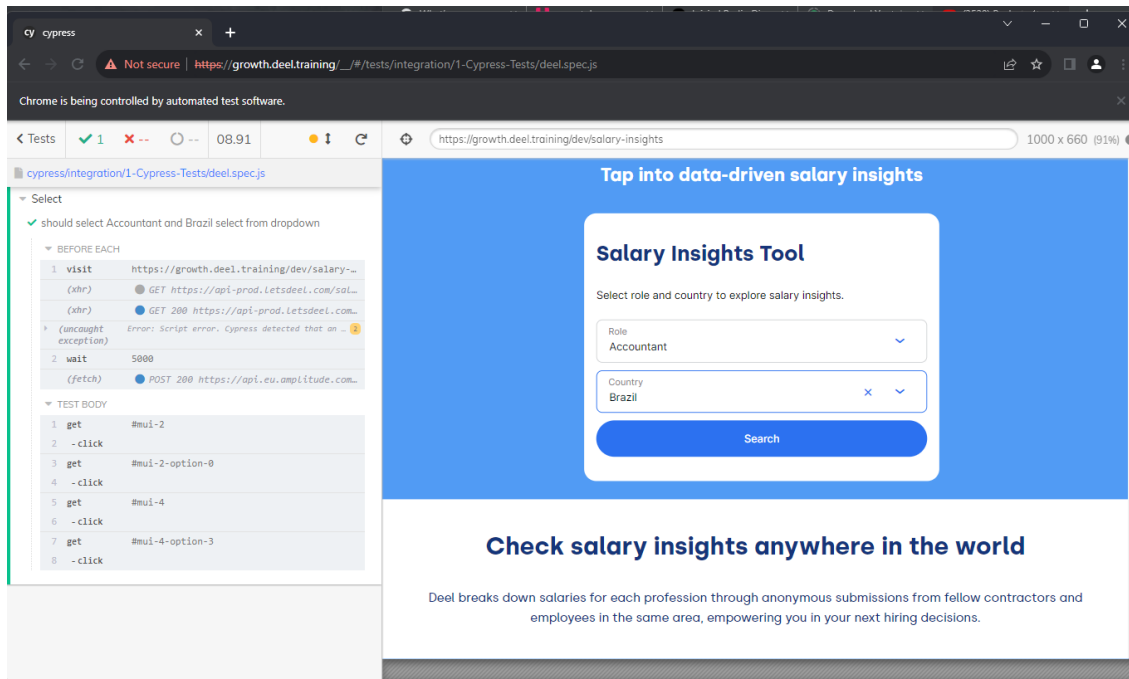 cy cypress
Not secure https://growth.deel.training/__/#/tests/integration/1-Cypress-Tests/deel.spec.js
Chrome is being controlled by automated test software.
Tests 1 -- -- 08.91
https://growth.deel.training/dev/salary-insights 1000 x 660 (91%)
cypress/integration/1-Cypress-Tests/deel.spec.js
Select
should select Accountant and Brazil select from dropdown
BEFORE EACH
1 visit https://growth.deel.training/dev/salary-…
(xhr) GET https://api-prod.letsdeel.com/sal…
(xhr) GET 200 https://api-prod.letsdeel.com…
(uncaught exception) Error: Script error. Cypress detected that an … 2
2 wait 5000
(fetch) POST 200 https://api.eu.amplitude.com…
TEST BODY
1 get #mui-2
2 -click
3 get #mui-2-option-0
4 -click
5 get #mui-4
6 -click
7 get #mui-4-option-3
8 -click
Tap into data-driven salary insights
Salary Insights Tool
Select role and country to explore salary insights.
Role
Accountant
Country
Brazil
Search
Check salary insights anywhere in the world
Deel breaks down salaries for each profession through anonymous submissions from fellow contractors and
employees in the same area, empowering you in your next hiring decisions.